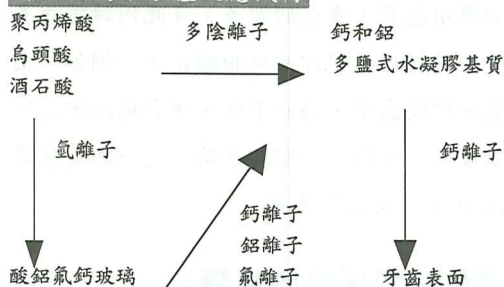 聚丙烯酸
烏頭酸
酒石酸
多陰離子
鈣和鋁
多鹽式水凝膠基質
氫離子
鈣離子
鋁離子
氟離子
鈣離子
酸鋁氟鈣玻璃
牙齒表面